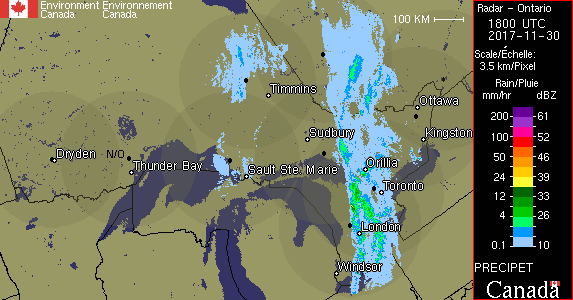 Environment Environnement
Canada Canada
100 KM
Timmins
Ottawa
Sudbury
Kingston
Dryden
N/O
Thunder Bay
Sault Ste. Marie
Orillia
Toronto
London
Windsor
Radar - Ontario
1800 UTC
2017-11-30
Scale/Échelle:
3.5 km/Pixel
Rain/Pluie
mm/hr dBZ
200 61
100 52
50 46
24 39
12 33
4 26
0.1 10
PRECIPET
Canada